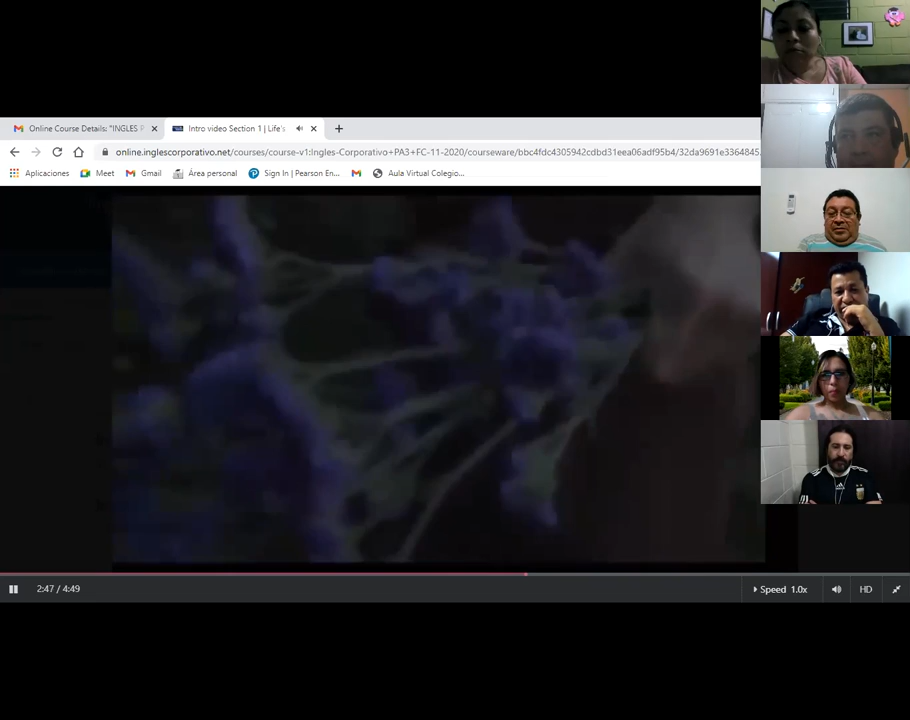 Online Course Details: "INGLES P
Intro video Section 1 | Life's
online.inglescorporativo.net/courses/course-v1:Ingles-Corporativo+PA3+FC-11-2020/courseware/bbc4fdc4305942cdbd31eea06adf95b4/32da9691e3364845.
Aplicaciones
Meet
Gmail
Área personal
Sign In | Pearson En...
Aula Virtual Colegio...
2:47 / 4:49
Speed 1.0x
HD